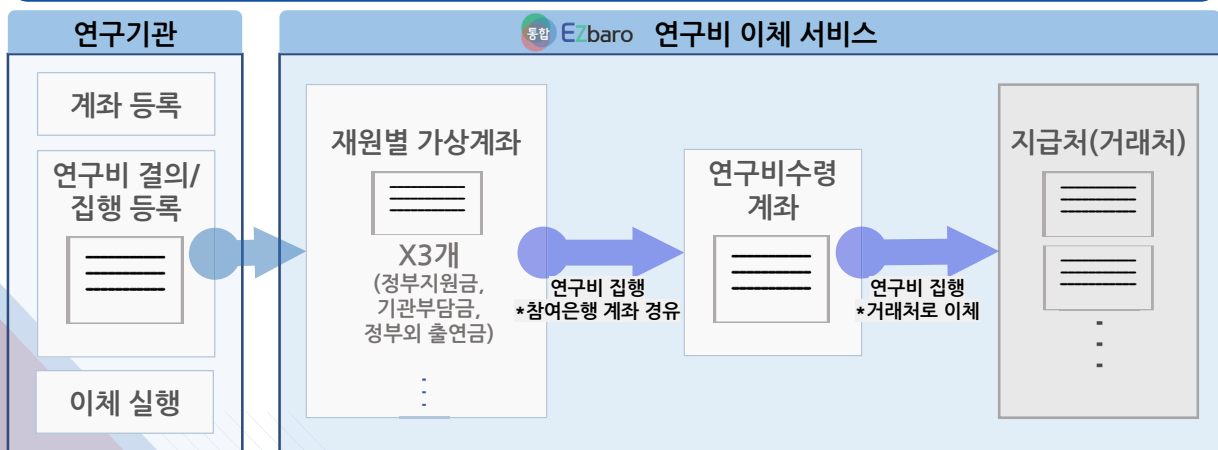 연구기관
통합 EZbaro 연구비 이체 서비스
계좌 등록
연구비 결의/
집행 등록
이체 실행
재원별 가상계좌
X3개
(정부지원금,
기관부담금,
정부외 출연금)
연구비 집행
*참여은행 계좌 경유
연구비수령
계좌
연구비 집행
*거래처로 이체
지급처(거래처)